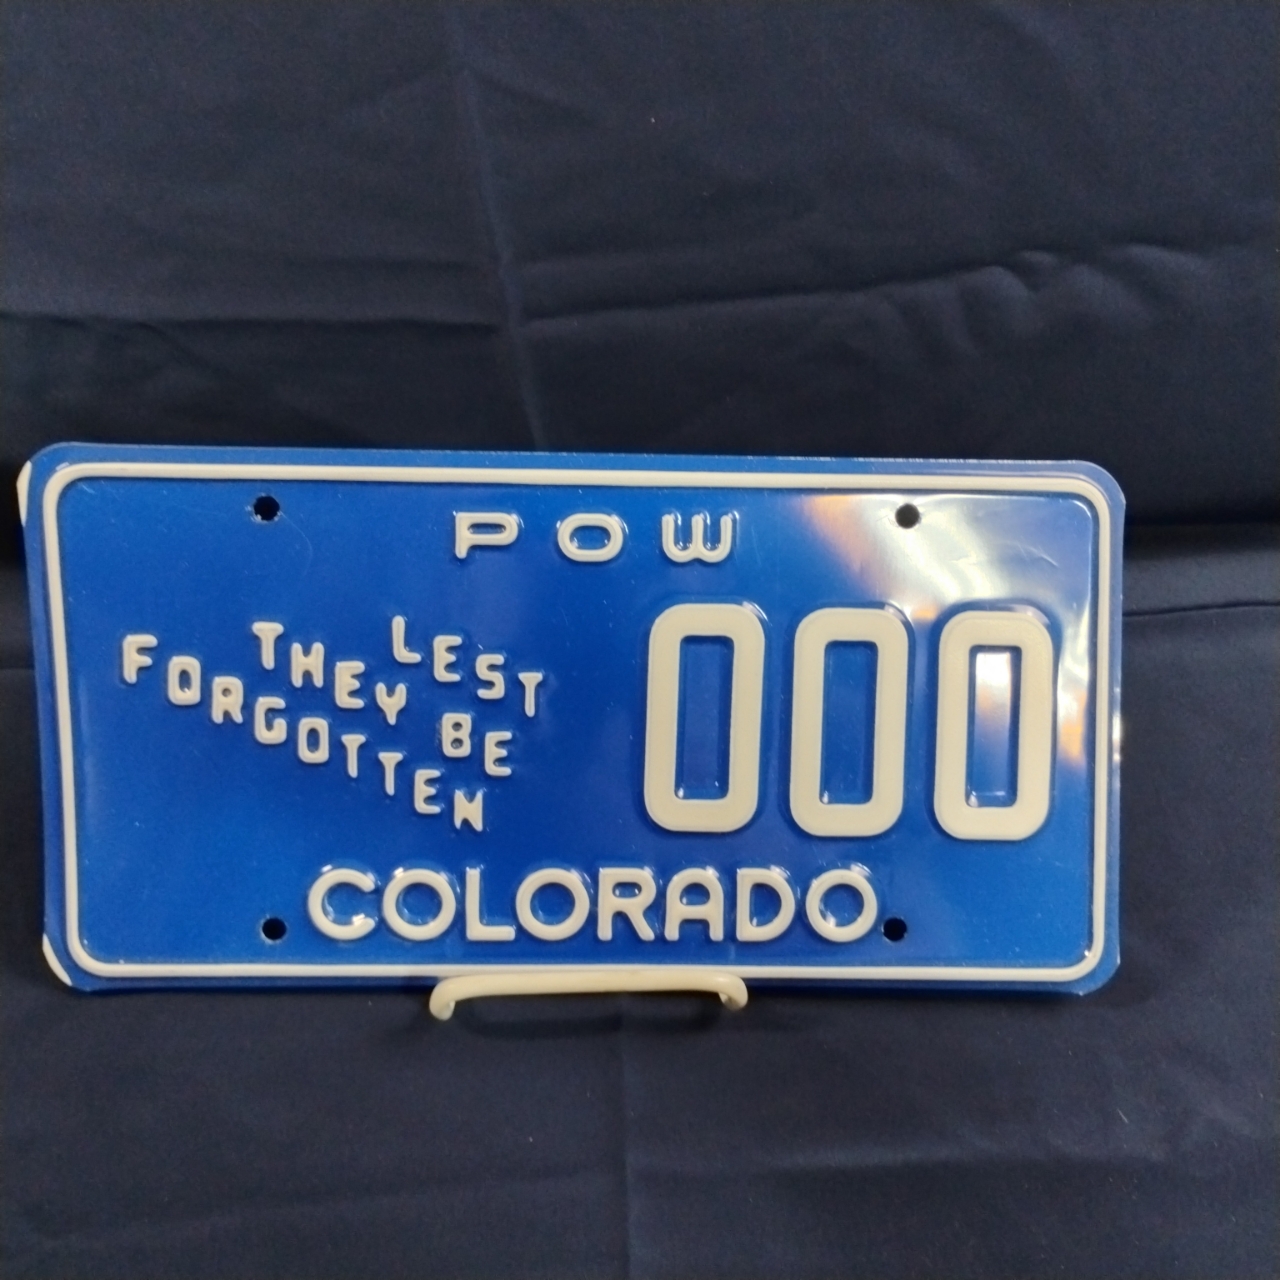 POW
LEST
THEY BE
FORGOTTEN
000
COLORADO